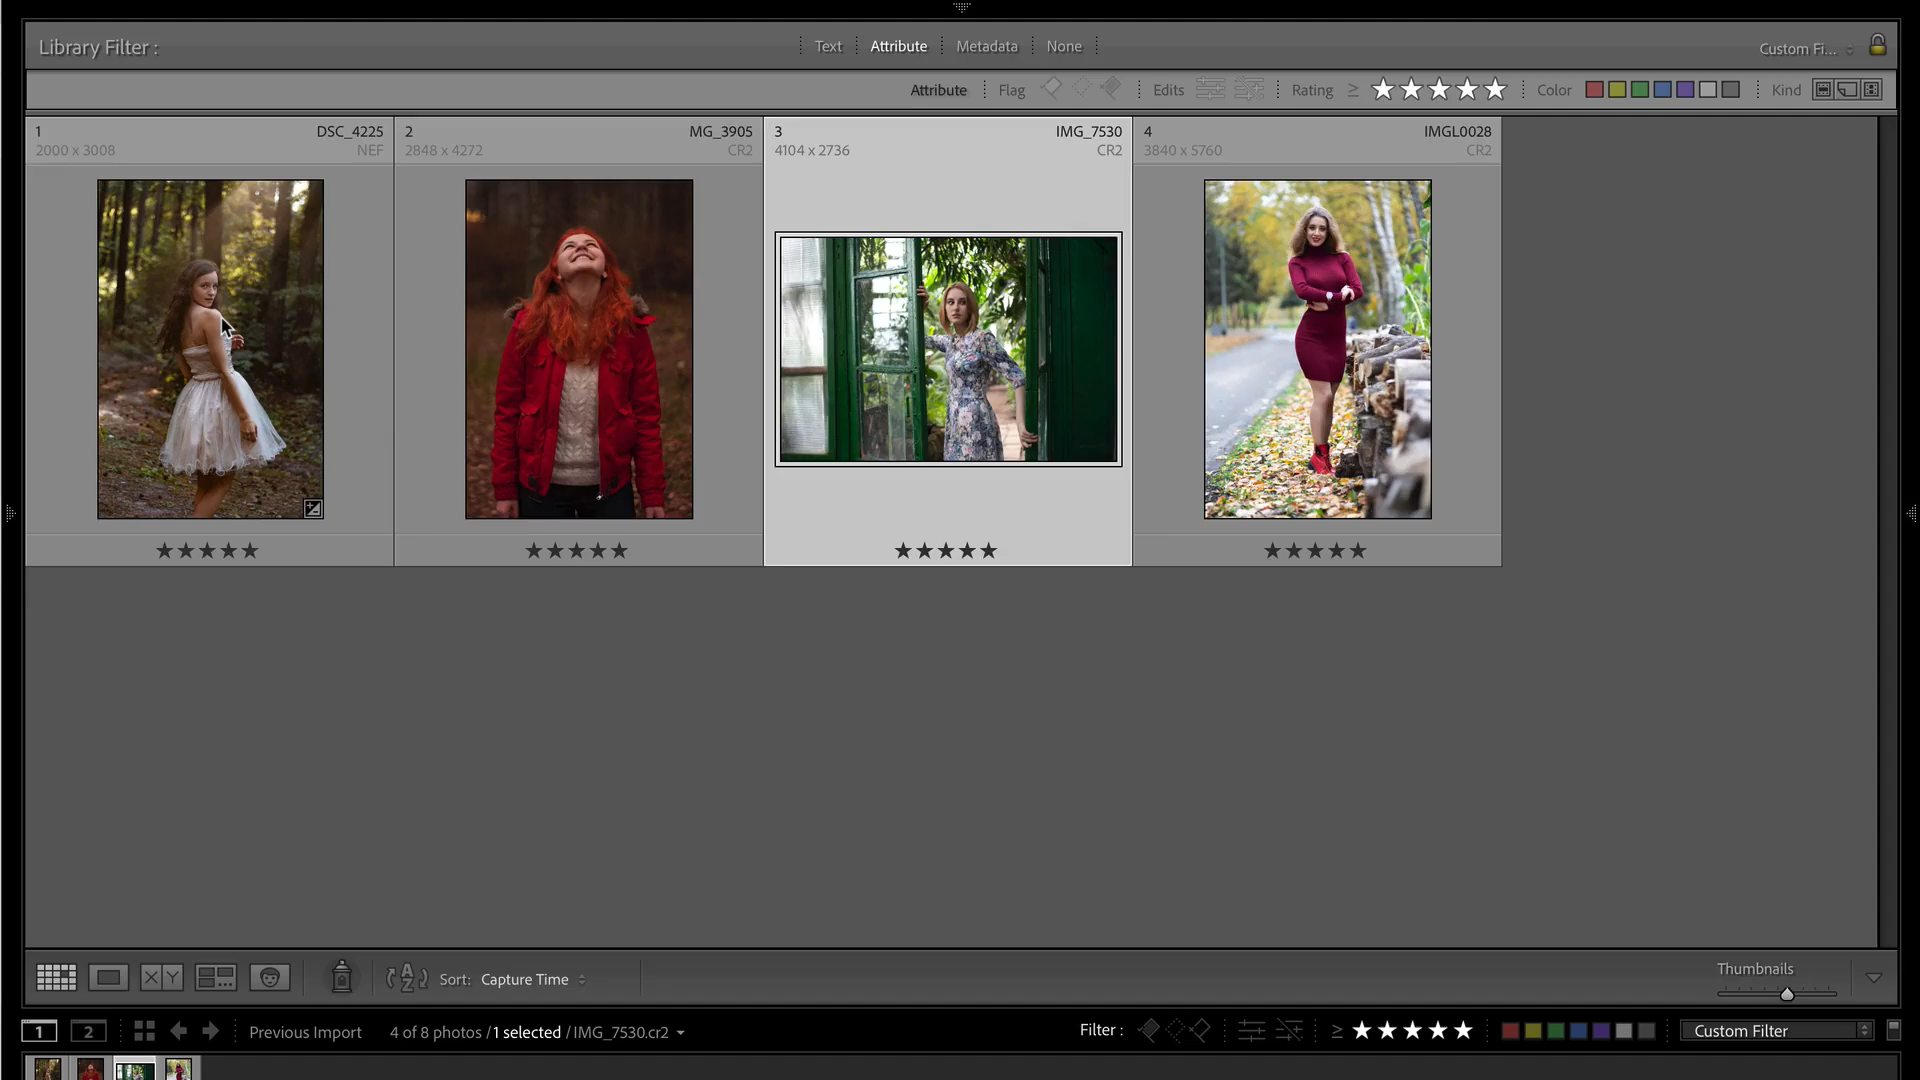 Library Filter :
Text Attribute Metadata None
Custom Fi...
Attribute Flag Edits Rating ≥ Color Kind
1 DSC_4225
2000 x 3008 NEF
2 MG_3905
2848 x 4272 CR2
3 IMG_7530
4104 x 2736 CR2
4 IMGL0028
3840 x 5760 CR2
XY
Sort: Capture Time
Thumbnails
1 2 Previous Import 4 of 8 photos / 1 selected / IMG_7530.cr2
Filter : ≥ Custom Filter